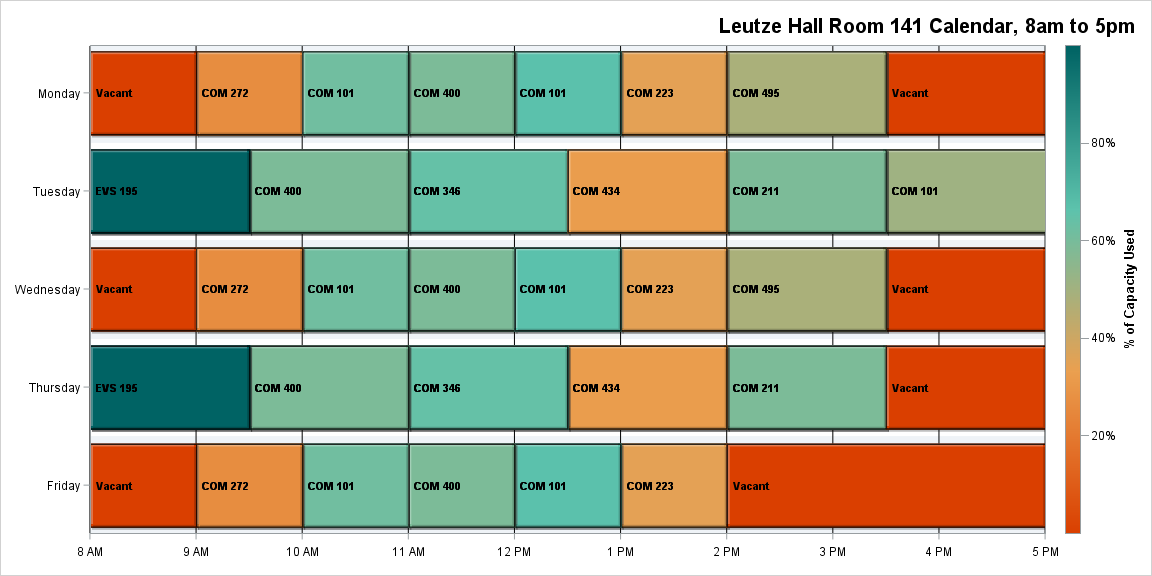 Leutze Hall Room 141 Calendar, 8am to 5pm
Monday
Vacant
COM 272
COM 101
COM 400
COM 101
COM 223
COM 495
Vacant
Tuesday
EVS 195
COM 400
COM 346
COM 434
COM 211
COM 101
Wednesday
Vacant
COM 272
COM 101
COM 400
COM 101
COM 223
COM 495
Vacant
Thursday
EVS 195
COM 400
COM 346
COM 434
COM 211
Vacant
Friday
Vacant
COM 272
COM 101
COM 400
COM 101
COM 223
Vacant
8 AM
9 AM
10 AM
11 AM
12 PM
1 PM
2 PM
3 PM
4 PM
5 PM
80%
60%
40%
20%
% of Capacity Used